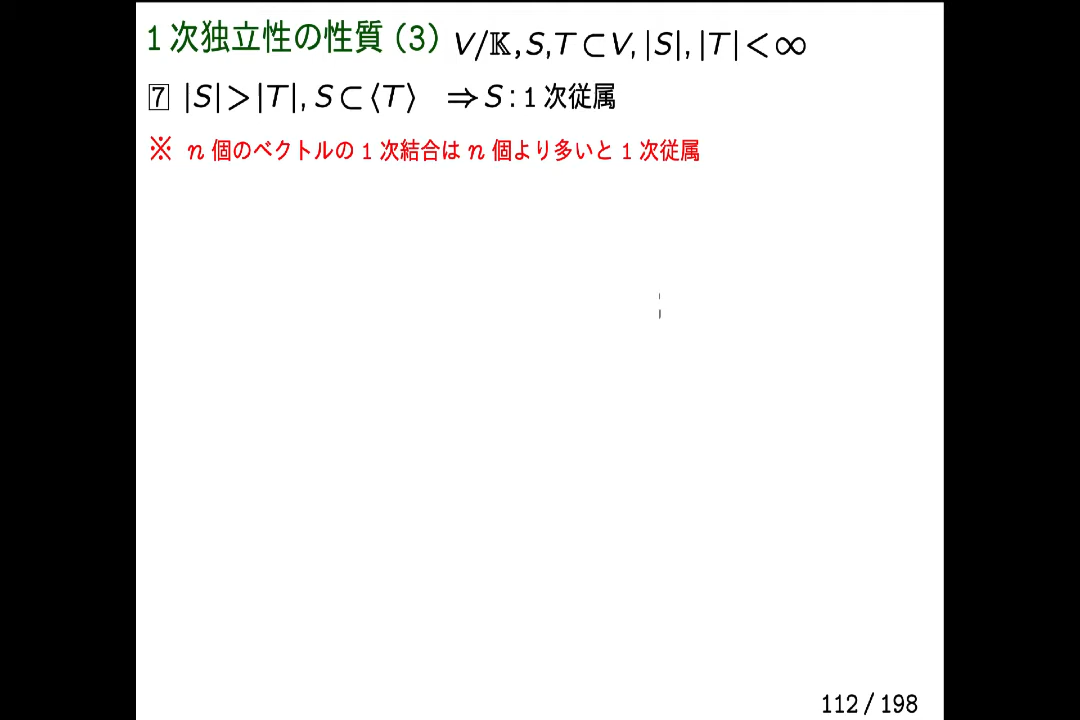 1次独立性の性質 (3) V/𝕂, S, T ⊂ V, |S|, |T| < ∞
7 |S| > |T|, S ⊂ ⟨T⟩ ⇒ S : 1次従属
※ n 個のベクトルの 1 次結合は n 個より多いと 1 次従属
112 / 198